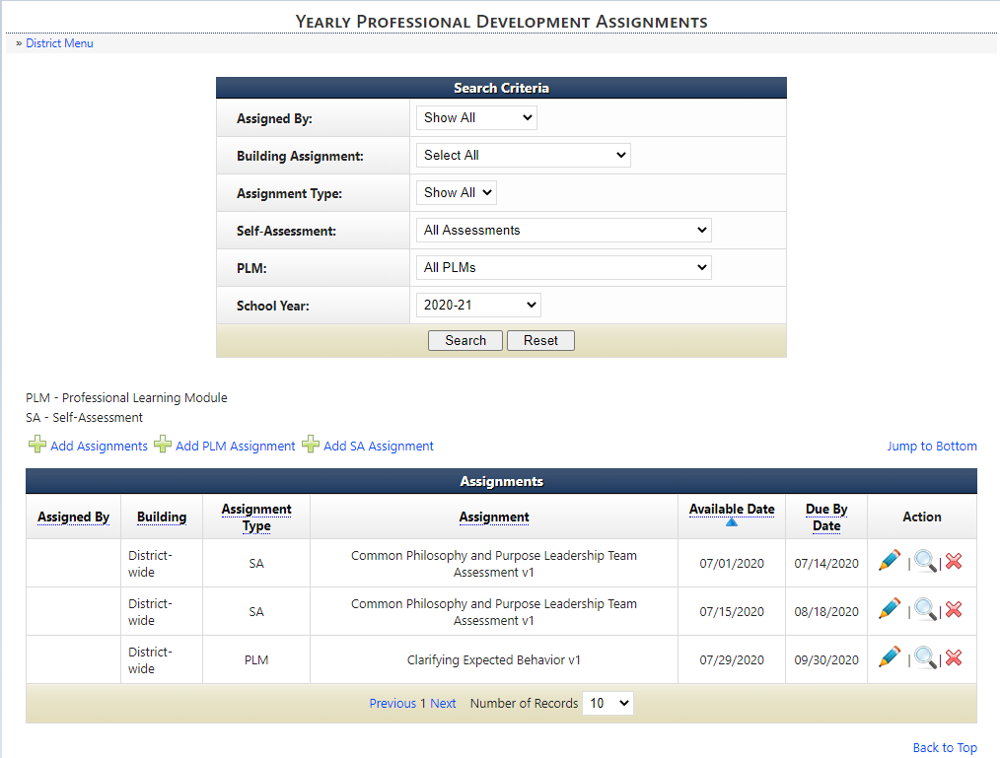 Yearly Professional Development Assignments
» District Menu
Search Criteria
Assigned By: Show All
Building Assignment: Select All
Assignment Type: Show All
Self-Assessment: All Assessments
PLM: All PLMs
School Year: 2020-21
Search Reset
PLM - Professional Learning Module
SA - Self-Assessment
Add Assignments Add PLM Assignment Add SA Assignment Jump to Bottom
Assignments
Assigned By Building Assignment Type Assignment Available Date Due By Date Action
District-wide SA Common Philosophy and Purpose Leadership Team Assessment v1 07/01/2020 07/14/2020 | |
District-wide SA Common Philosophy and Purpose Leadership Team Assessment v1 07/15/2020 08/18/2020 | |
District-wide PLM Clarifying Expected Behavior v1 07/29/2020 09/30/2020 | |
Previous 1 Next Number of Records 10
Back to Top